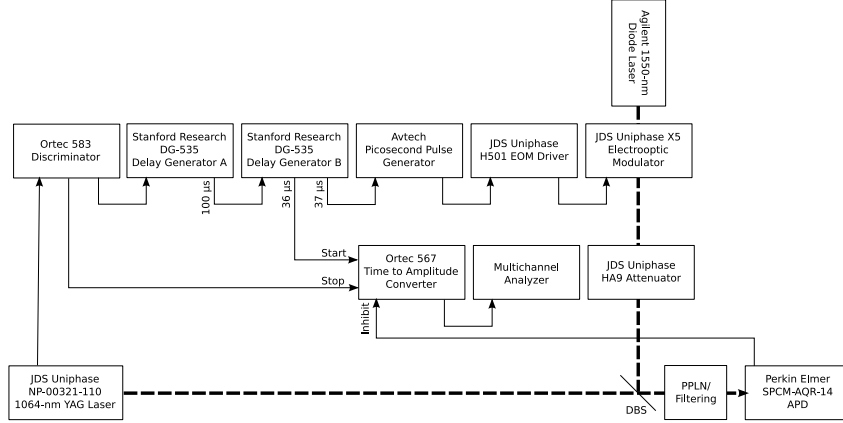 Agilent 1550-nm
Diode Laser
Ortec 583
Discriminator
Stanford Research
DG-535
Delay Generator A
Stanford Research
DG-535
Delay Generator B
Avtech
Picosecond Pulse
Generator
JDS Uniphase
H501 EOM Driver
JDS Uniphase X5
Electrooptic
Modulator
100 μs
36 μs
37 μs
Start
Stop
Ortec 567
Time to Amplitude
Converter
Multichannel
Analyzer
JDS Uniphase
HA9 Attenuator
Inhibit
JDS Uniphase
NP-00321-110
1064-nm YAG Laser
DBS
PPLN/
Filtering
Perkin Elmer
SPCM-AQR-14
APD